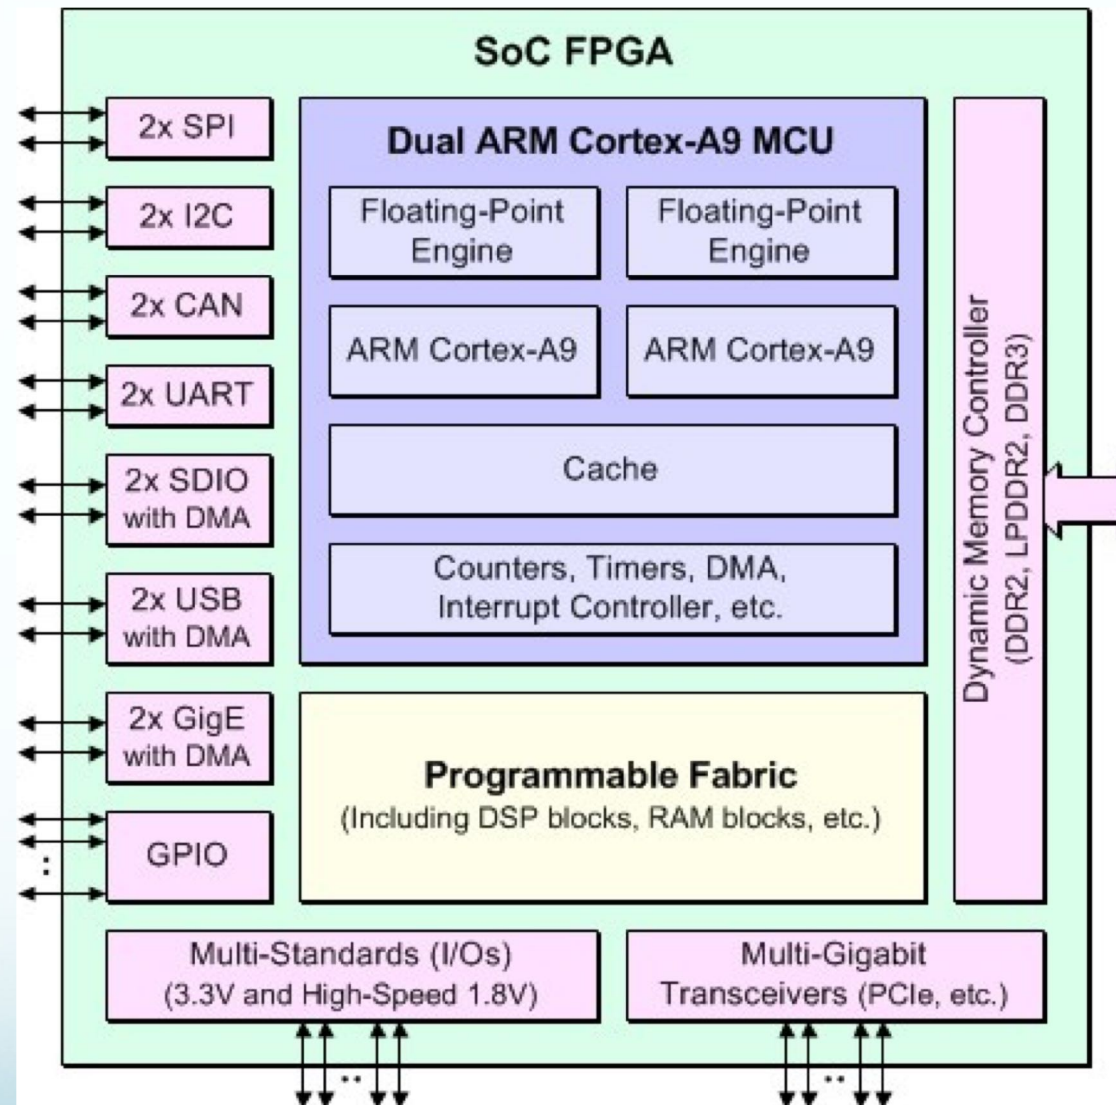 SoC FPGA
2x SPI
2x I2C
2x CAN
2x UART
2x SDIO
with DMA
2x USB
with DMA
2x GigE
with DMA
GPIO
Dual ARM Cortex-A9 MCU
Floating-Point
Engine
Floating-Point
Engine
ARM Cortex-A9
ARM Cortex-A9
Cache
Counters, Timers, DMA,
Interrupt Controller, etc.
Programmable Fabric
(Including DSP blocks, RAM blocks, etc.)
Dynamic Memory Controller
(DDR2, LPDDR2, DDR3)
Multi-Standards (I/Os)
(3.3V and High-Speed 1.8V)
Multi-Gigabit
Transceivers (PCIe, etc.)